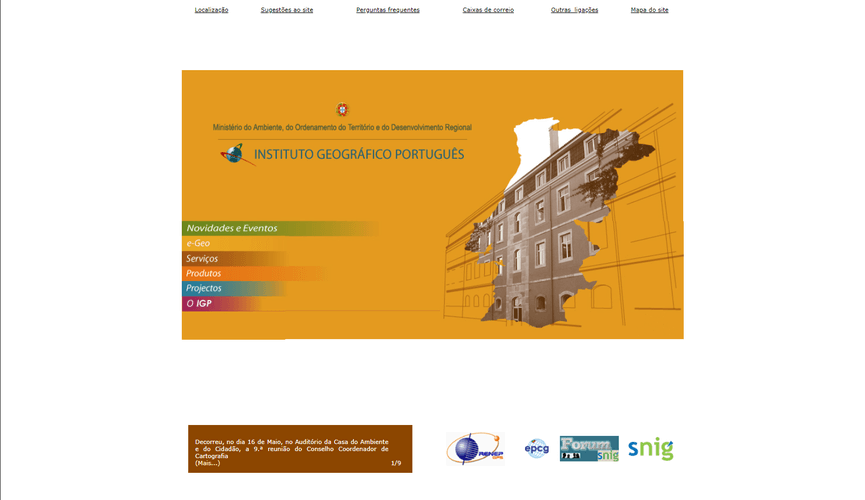 Localização Sugestões ao site Perguntas frequentes Caixas de correio Outras ligações Mapa do site
Ministério do Ambiente, do Ordenamento do Território e do Desenvolvimento Regional
INSTITUTO GEOGRÁFICO PORTUGUÊS
Novidades e Eventos
e-Geo
Serviços
Produtos
Projectos
O IGP
Decorreu, no dia 16 de Maio, no Auditório da Casa do Ambiente
e do Cidadão, a 9.ª reunião do Conselho Coordenador de
Cartografia
(Mais...) 1/9
RENEP
epcg
Forum
snig
snig